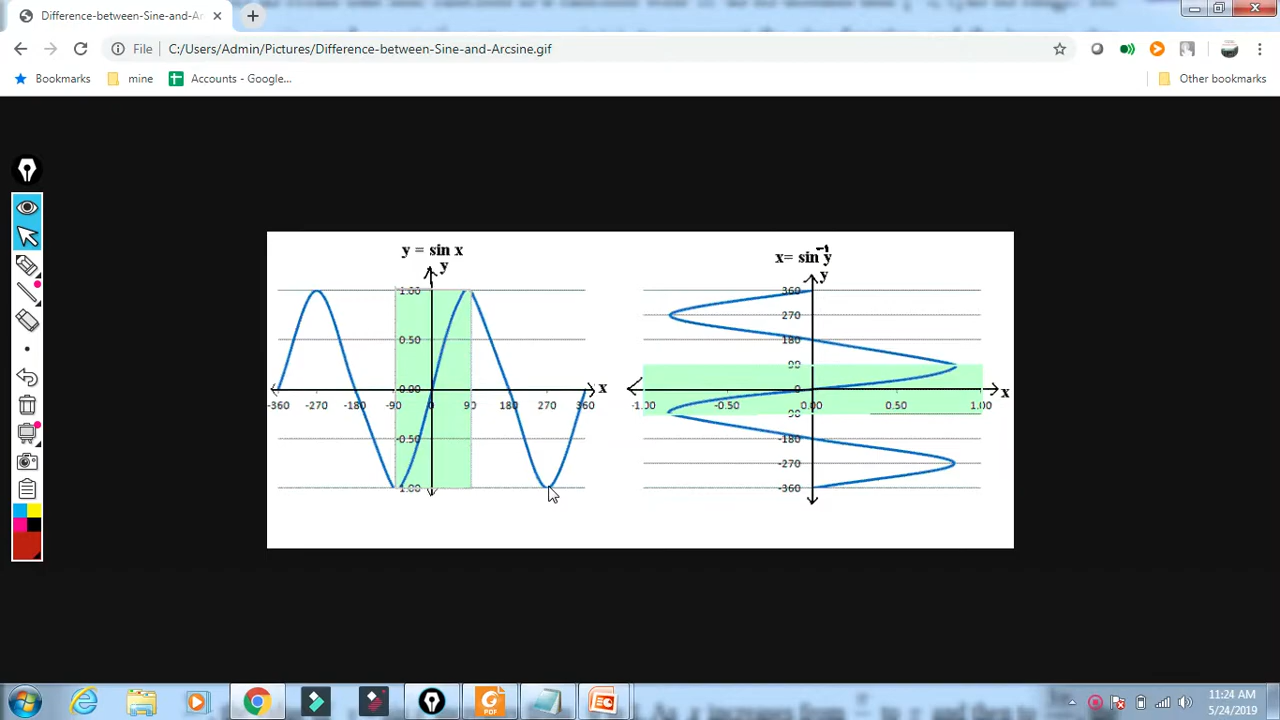 Difference-between-Sine-and-Ar
File C:/Users/Admin/Pictures/Difference-between-Sine-and-Arcsine.gif
Bookmarks mine Accounts - Google... Other bookmarks
y = sin x
y
1.00
0.50
0.00
x
-360 -270 -180 -90 0 90 180 270 360
-0.50
1.00
x= sin⁻¹ y
y
360
270
180
90
0
x
-1.00 -0.50 0.00 0.50 1.00
90
-180
-270
-360
PDF
11:24 AM
5/24/2019